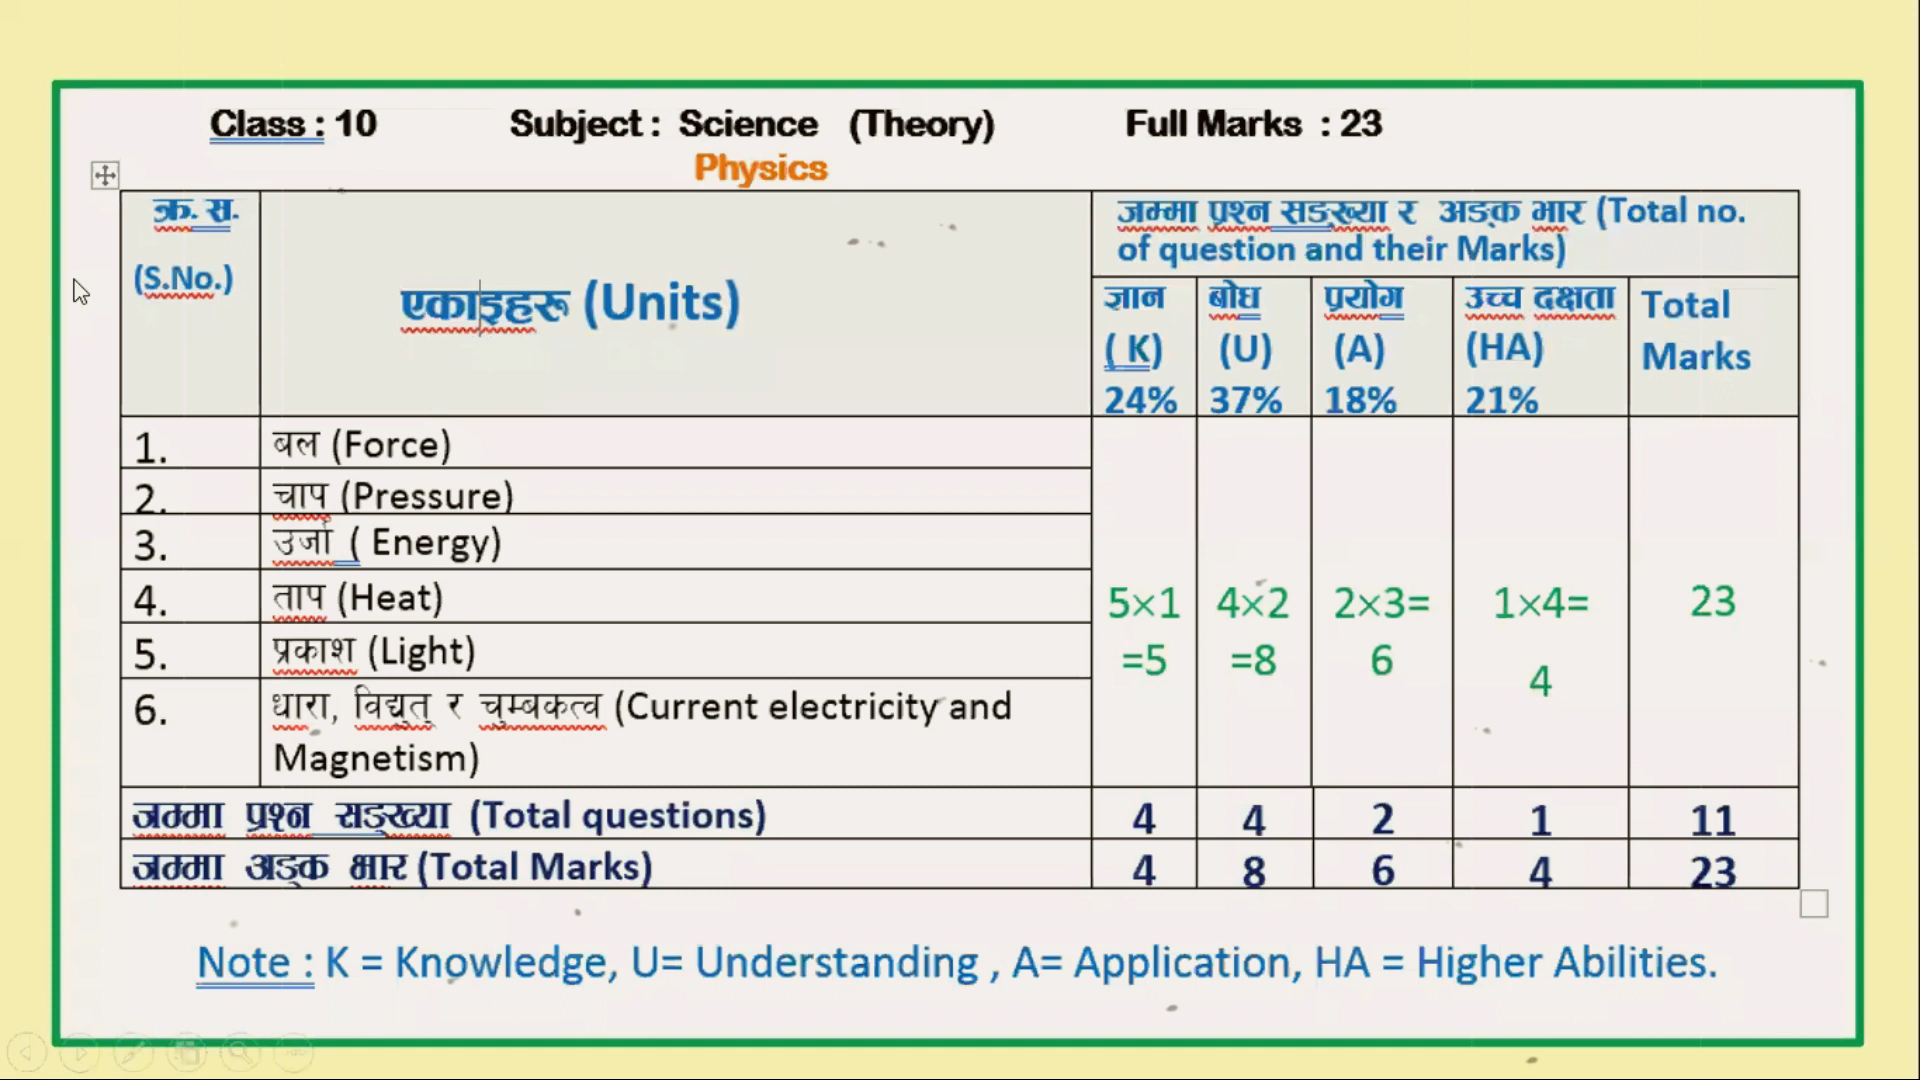 Class : 10 Subject : Science (Theory) Full Marks : 23
Physics
क्र. स.
(S.No.)
एकाइहरू (Units)
जम्मा प्रश्न सङ्ख्या र अङ्क भार (Total no.
of question and their Marks)
ज्ञान
( K)
24%
बोध
(U)
37%
प्रयोग
(A)
18%
उच्च दक्षता
(HA)
21%
Total
Marks
1. बल (Force)
2. चाप (Pressure)
3. उर्जा ( Energy)
4. ताप (Heat)
5. प्रकाश (Light)
6. धारा, विद्युत् र चुम्बकत्व (Current electricity and
Magnetism)
5×1
=5
4×2
=8
2×3=
6
1×4=
4
23
जम्मा प्रश्न सङ्ख्या (Total questions) 4 4 2 1 11
जम्मा अङ्क भार (Total Marks) 4 8 6 4 23
Note : K = Knowledge, U= Understanding , A= Application, HA = Higher Abilities.